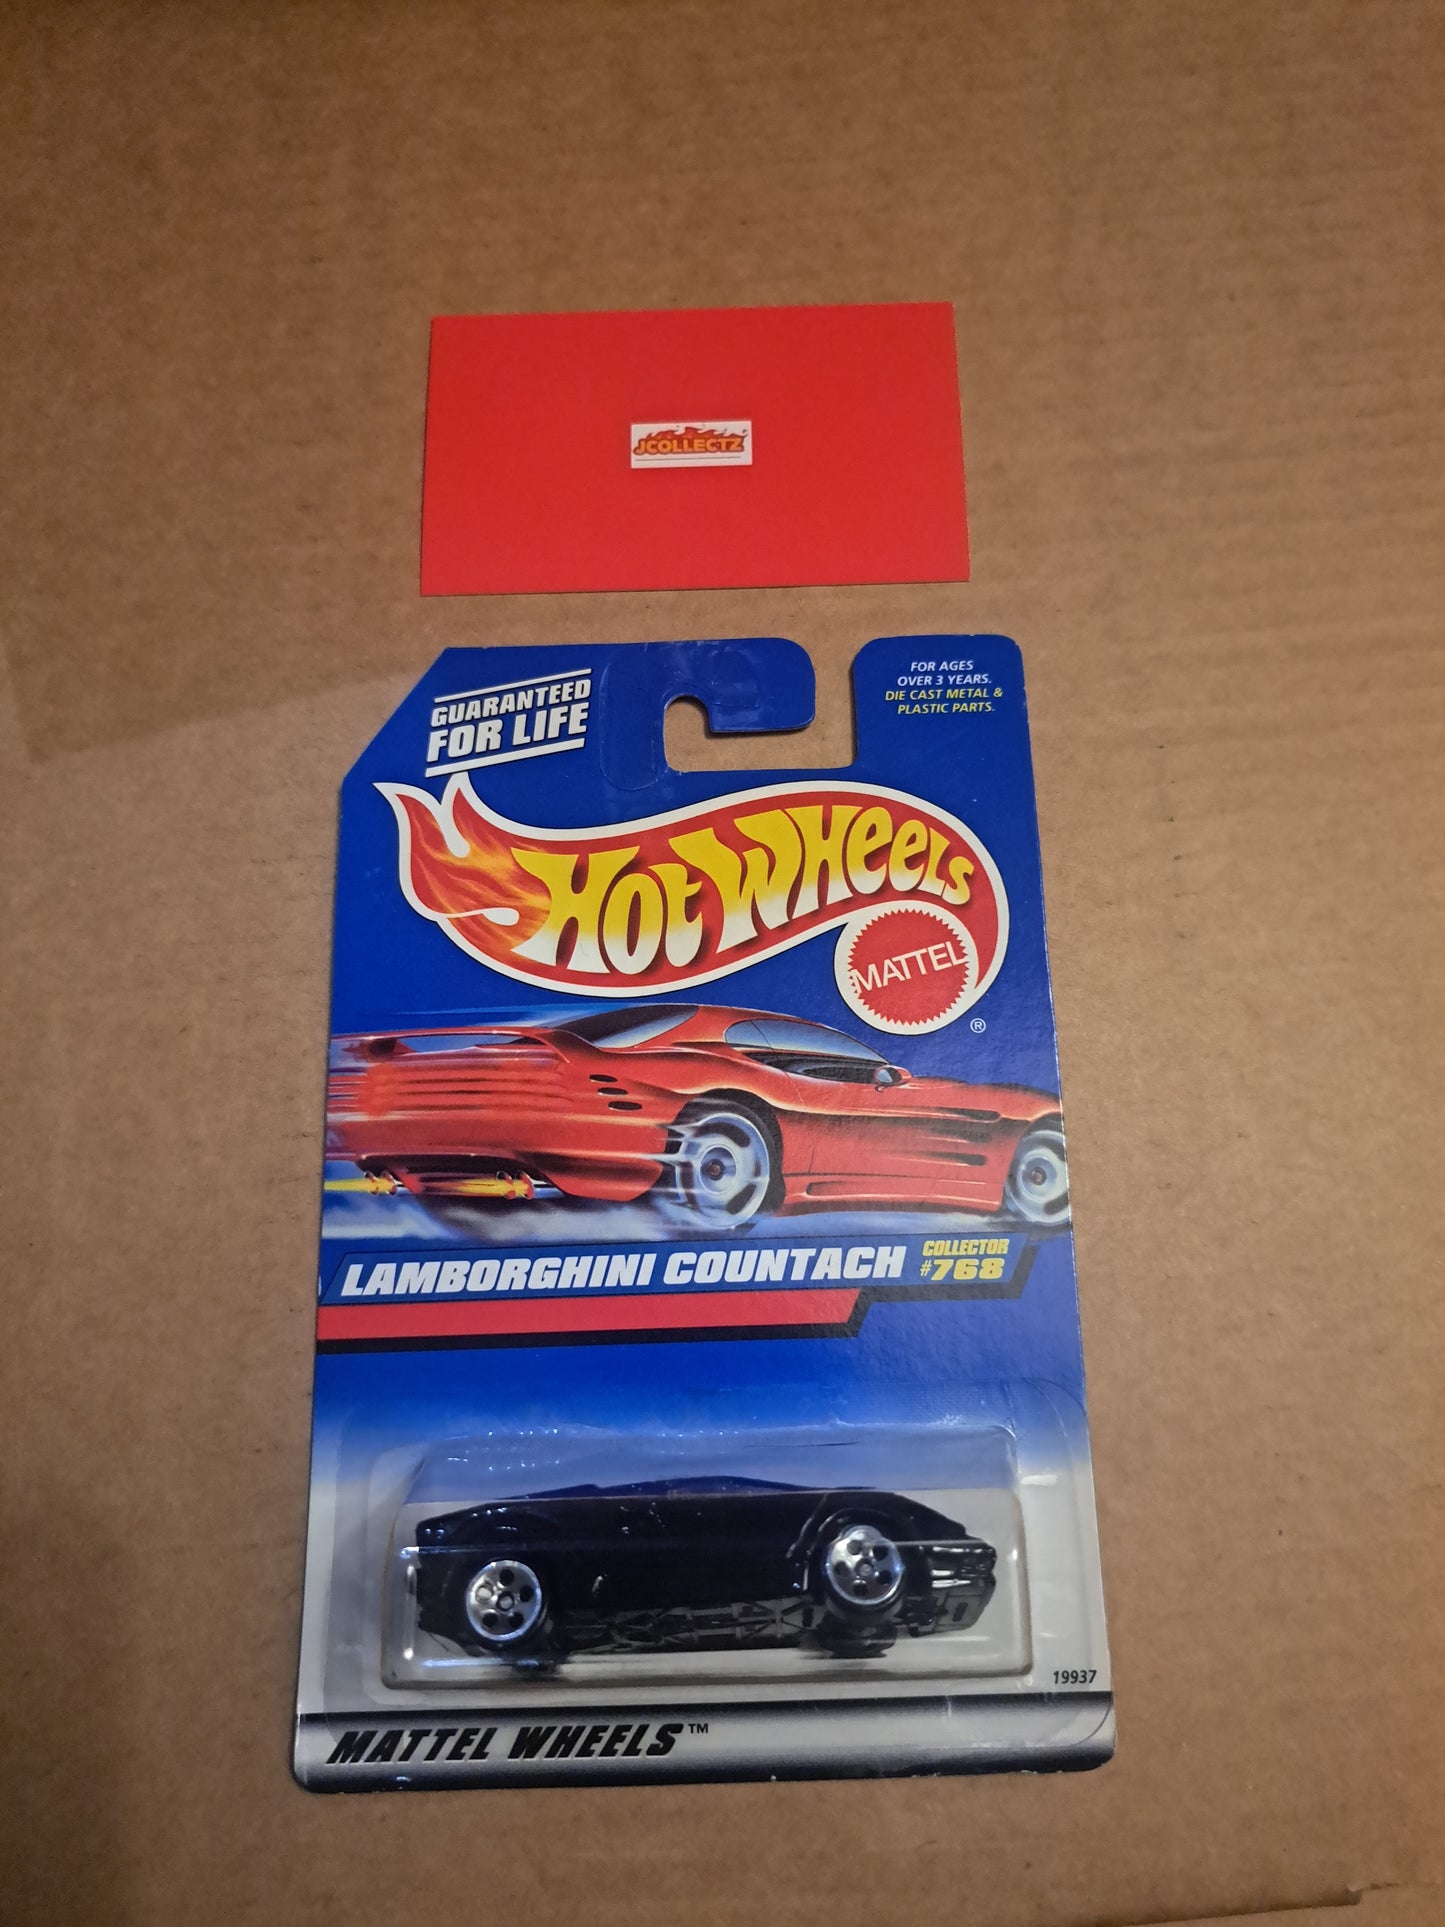 JCOLLECTZ
GUARANTEED
FOR LIFE
FOR AGES
OVER 3 YEARS.
DIE CAST METAL &
PLASTIC PARTS.
HOT WHEELS
MATTEL
®
LAMBORGHINI COUNTACH
COLLECTOR
#768
19937
MATTEL WHEELS™